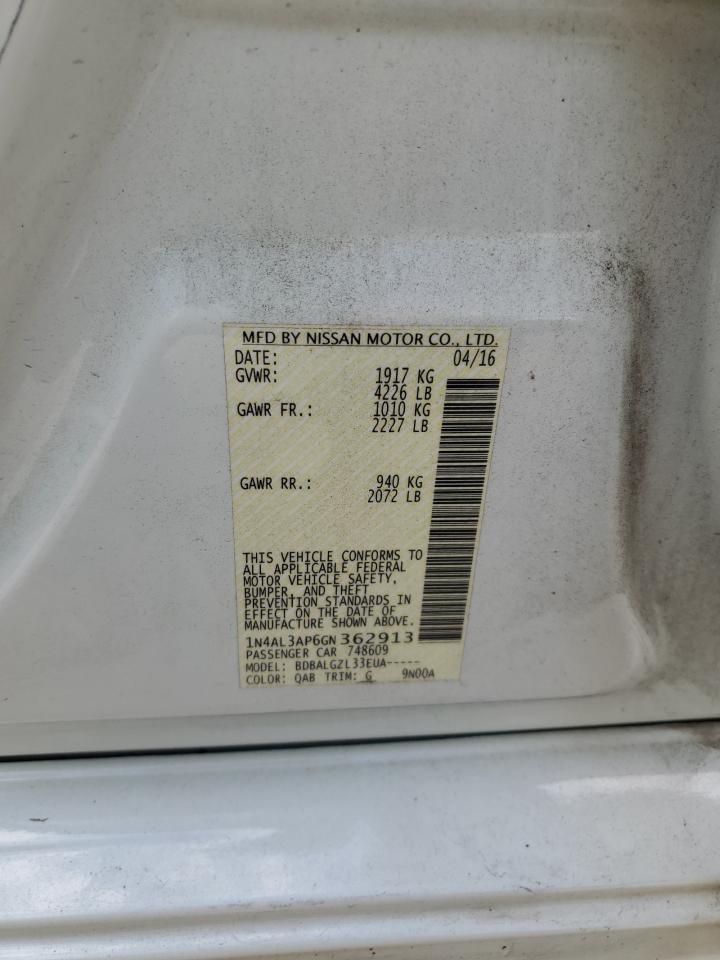 MFD BY NISSAN MOTOR CO., LTD.
DATE: 04/16
GVWR: 1917 KG
4226 LB
GAWR FR.: 1010 KG
2227 LB
GAWR RR.: 940 KG
2072 LB
THIS VEHICLE CONFORMS TO
ALL APPLICABLE FEDERAL
MOTOR VEHICLE SAFETY,
BUMPER, AND THEFT
PREVENTION STANDARDS IN
EFFECT ON THE DATE OF
MANUFACTURE SHOWN ABOVE.
1N4AL3AP6GN362913
PASSENGER CAR 748609
MODEL: BDBALGZL33EUA-----
COLOR: QAB TRIM: G 9N00A